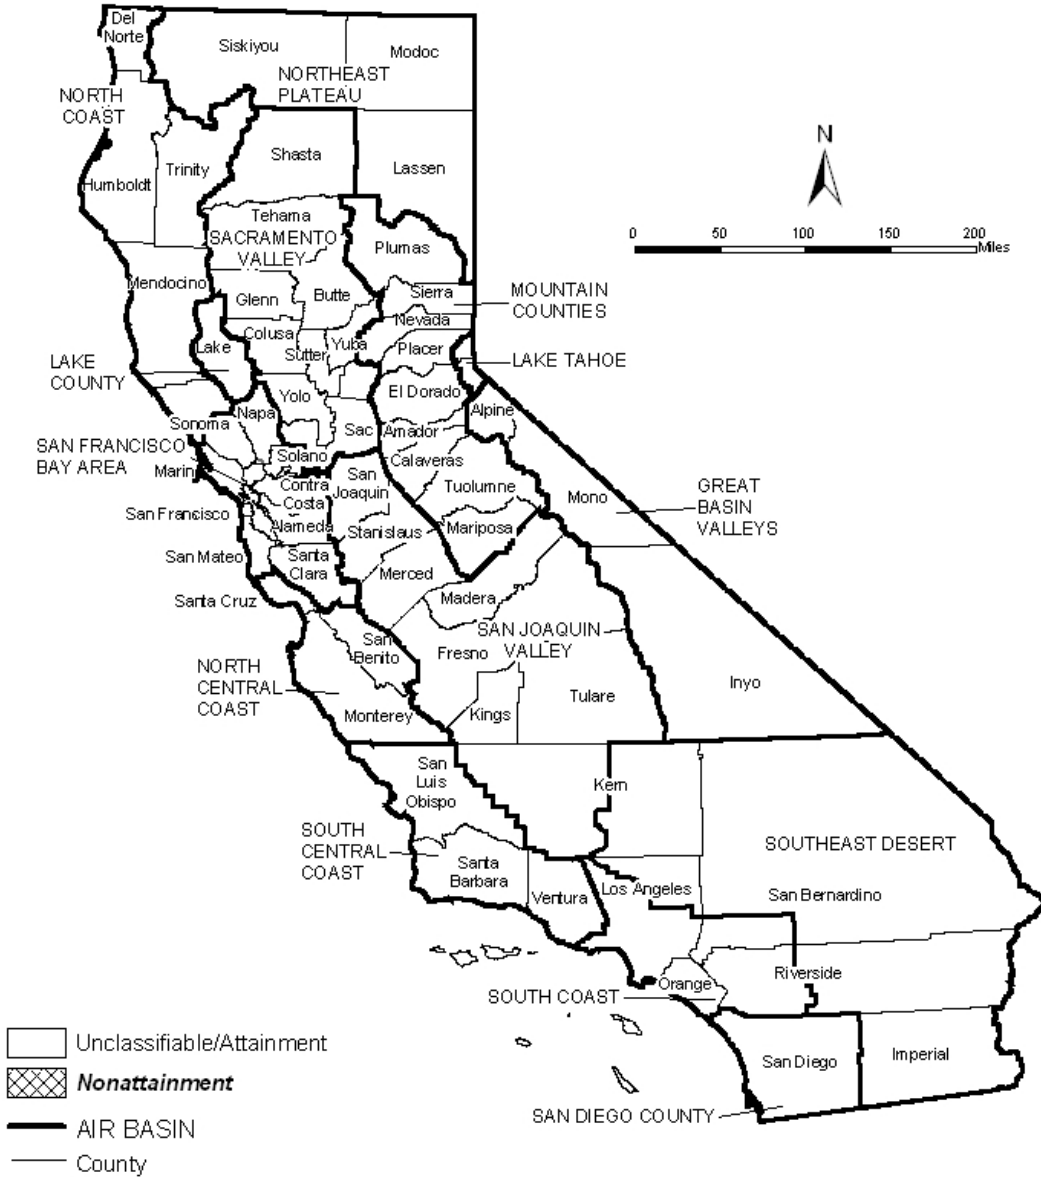 Del
Norte
Siskiyou
Modoc
NORTHEAST
PLATEAU
NORTH
COAST
N
Shasta
Trinity
Lassen
Humboldt
Tehama
SACRAMENTO
VALLEY
Plumas
0
50
100
150
200
Miles
Mendocino
Glenn
Butte
Sierra
MOUNTAIN
COUNTIES
Nevada
Colusa
Sutter
Yuba
Placer
Lake
LAKE
COUNTY
LAKE TAHOE
Yolo
El Dorado
Napa
Alpine
Sonoma
Sac
Amador
SAN FRANCISCO
BAY AREA
Solano
Calaveras
Marin
San
Joaquin
Contra
Costa
Tuolumne
Mono
GREAT
BASIN
VALLEYS
San Francisco
Alameda
Stanislaus
Mariposa
San Mateo
Santa
Clara
Merced
Santa Cruz
Madera
San
Benito
Fresno
SAN JOAQUIN
VALLEY
NORTH
CENTRAL
COAST
Inyo
Tulare
Monterey
Kings
San
Luis
Obispo
Kern
SOUTH
CENTRAL
COAST
SOUTHEAST DESERT
Santa
Barbara
Ventura
Los Angeles
San Bernardino
Riverside
Orange
SOUTH COAST
San Diego
Imperial
SAN DIEGO COUNTY
Unclassifiable/Attainment
Nonattainment
AIR BASIN
County